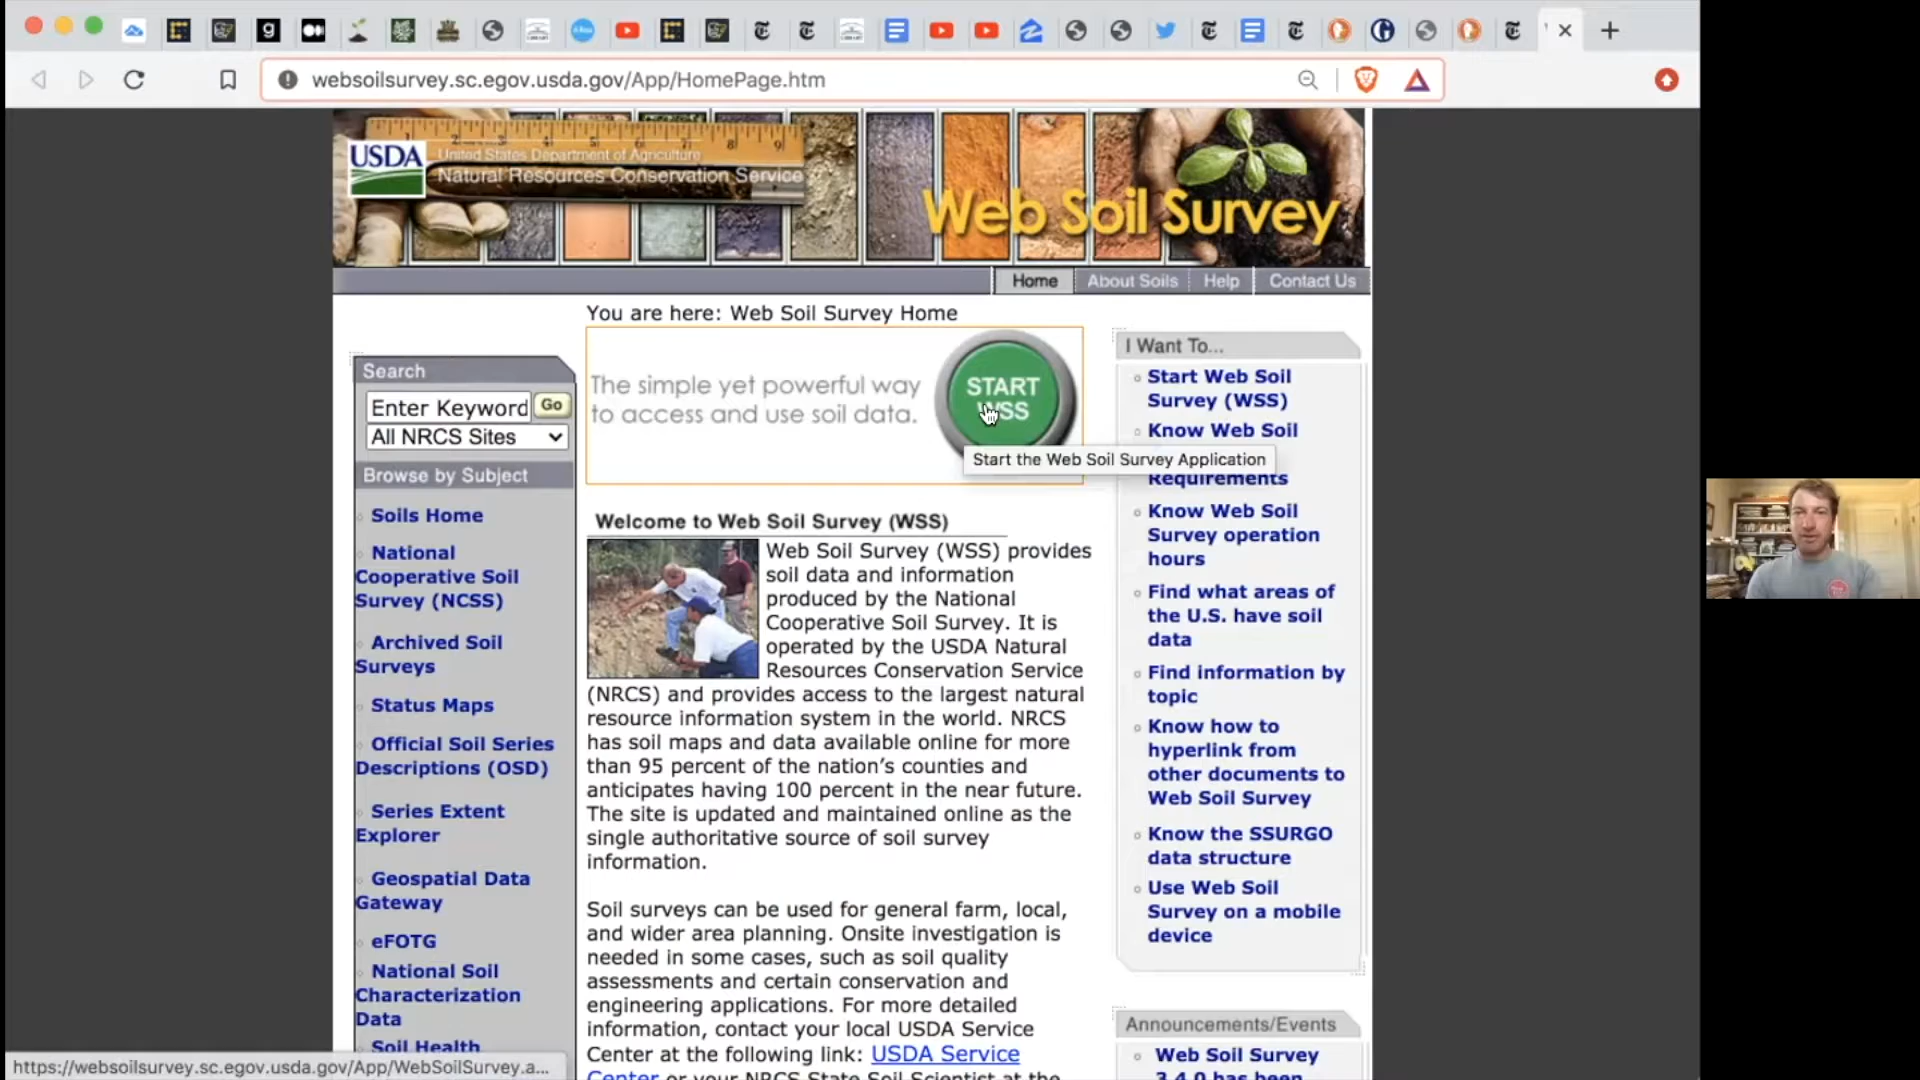 websoilsurvey.sc.egov.usda.gov/App/HomePage.htm
USDA
United States Department of Agriculture
Natural Resources Conservation Service
Web Soil Survey
Home
About Soils
Help
Contact Us
You are here: Web Soil Survey Home
Search
Enter Keyword
Go
All NRCS Sites
Browse by Subject
Soils Home
National
Cooperative Soil
Survey (NCSS)
Archived Soil
Surveys
Status Maps
Official Soil Series
Descriptions (OSD)
Series Extent
Explorer
Geospatial Data
Gateway
eFOTG
National Soil
Characterization
Data
Soil Health
The simple yet powerful way
to access and use soil data.
START
WSS
Start the Web Soil Survey Application
Welcome to Web Soil Survey (WSS)
Web Soil Survey (WSS) provides
soil data and information
produced by the National
Cooperative Soil Survey. It is
operated by the USDA Natural
Resources Conservation Service
(NRCS) and provides access to the largest natural
resource information system in the world. NRCS
has soil maps and data available online for more
than 95 percent of the nation's counties and
anticipates having 100 percent in the near future.
The site is updated and maintained online as the
single authoritative source of soil survey
information.
Soil surveys can be used for general farm, local,
and wider area planning. Onsite investigation is
needed in some cases, such as soil quality
assessments and certain conservation and
engineering applications. For more detailed
information, contact your local USDA Service
Center at the following link: USDA Service
Center or your NRCS State Soil Scientist at the
I Want To...
Start Web Soil
Survey (WSS)
Know Web Soil
Requirements
Know Web Soil
Survey operation
hours
Find what areas of
the U.S. have soil
data
Find information by
topic
Know how to
hyperlink from
other documents to
Web Soil Survey
Know the SSURGO
data structure
Use Web Soil
Survey on a mobile
device
Announcements/Events
Web Soil Survey
3.4.0 has been
https://websoilsurvey.sc.egov.usda.gov/App/WebSoilSurvey.a...